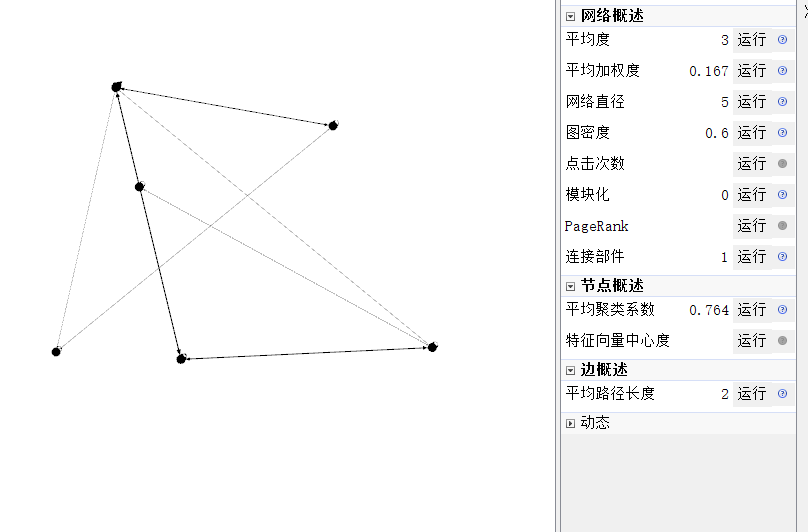 网络概述
平均度 3 运行
平均加权度 0.167 运行
网络直径 5 运行
图密度 0.6 运行
点击次数 运行
模块化 0 运行
PageRank 运行
连接部件 1 运行
节点概述
平均聚类系数 0.764 运行
特征向量中心度 运行
边概述
平均路径长度 2 运行
动态